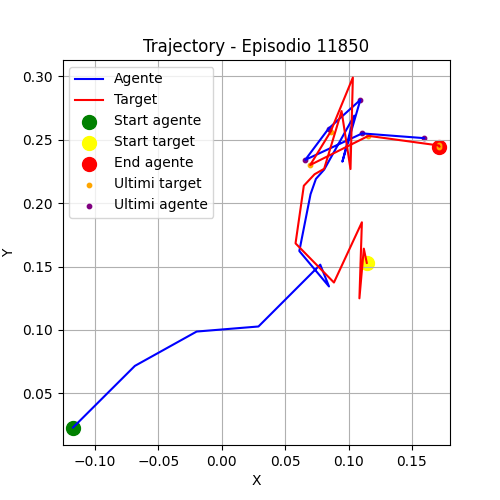 Trajectory - Episodio 11850
Agente
Target
Start agente
Start target
End agente
Ultimi target
Ultimi agente
0.30
0.25
0.20
0.15
0.10
0.05
Y
−0.10
−0.05
0.00
0.05
0.10
0.15
X